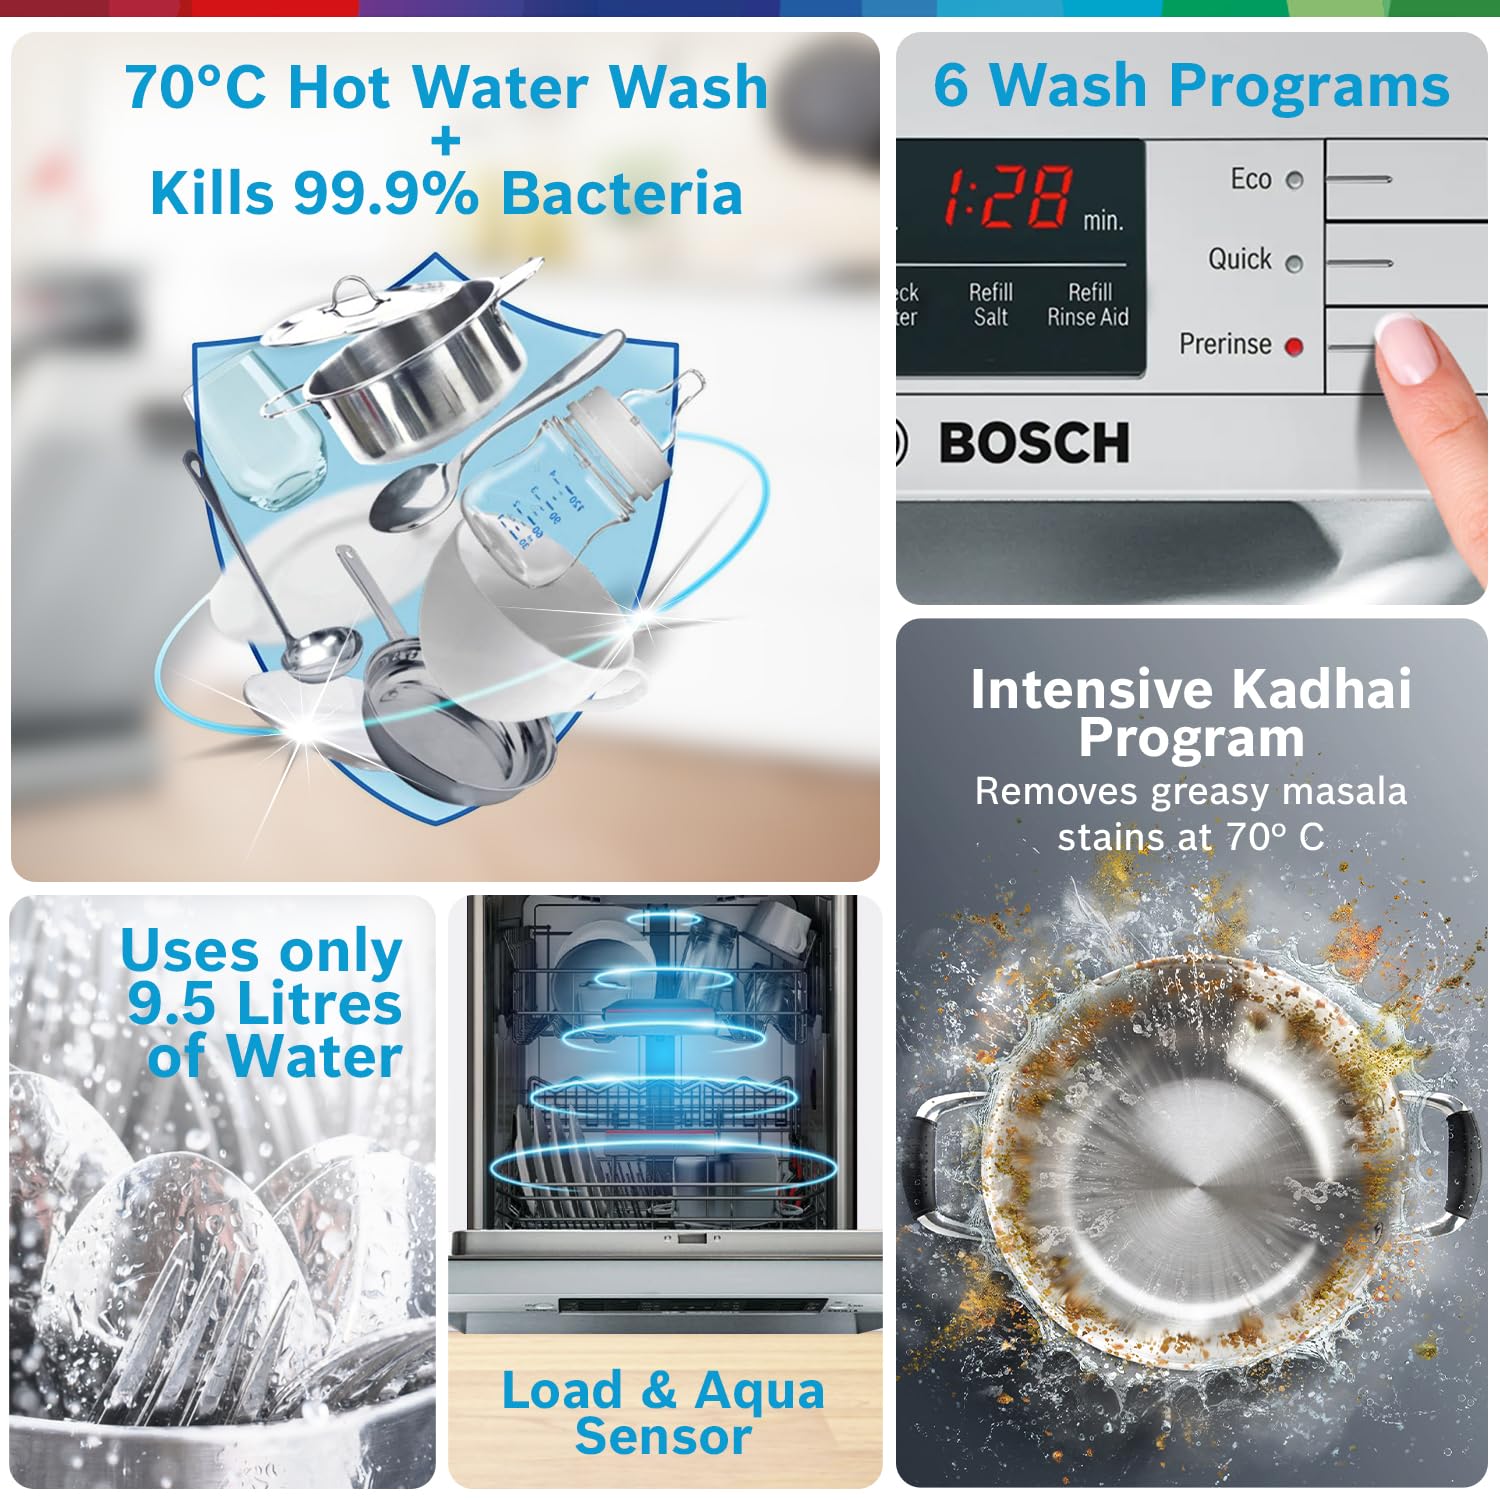 70°C Hot Water Wash
+
Kills 99.9% Bacteria
6 Wash Programs
1:28 min.
Eco
Quick
Refill
Salt
Refill
Rinse Aid
Prerinse
BOSCH
Intensive Kadhai
Program
Removes greasy masala
stains at 70° C
Uses only
9.5 Litres
of Water
Load & Aqua
Sensor